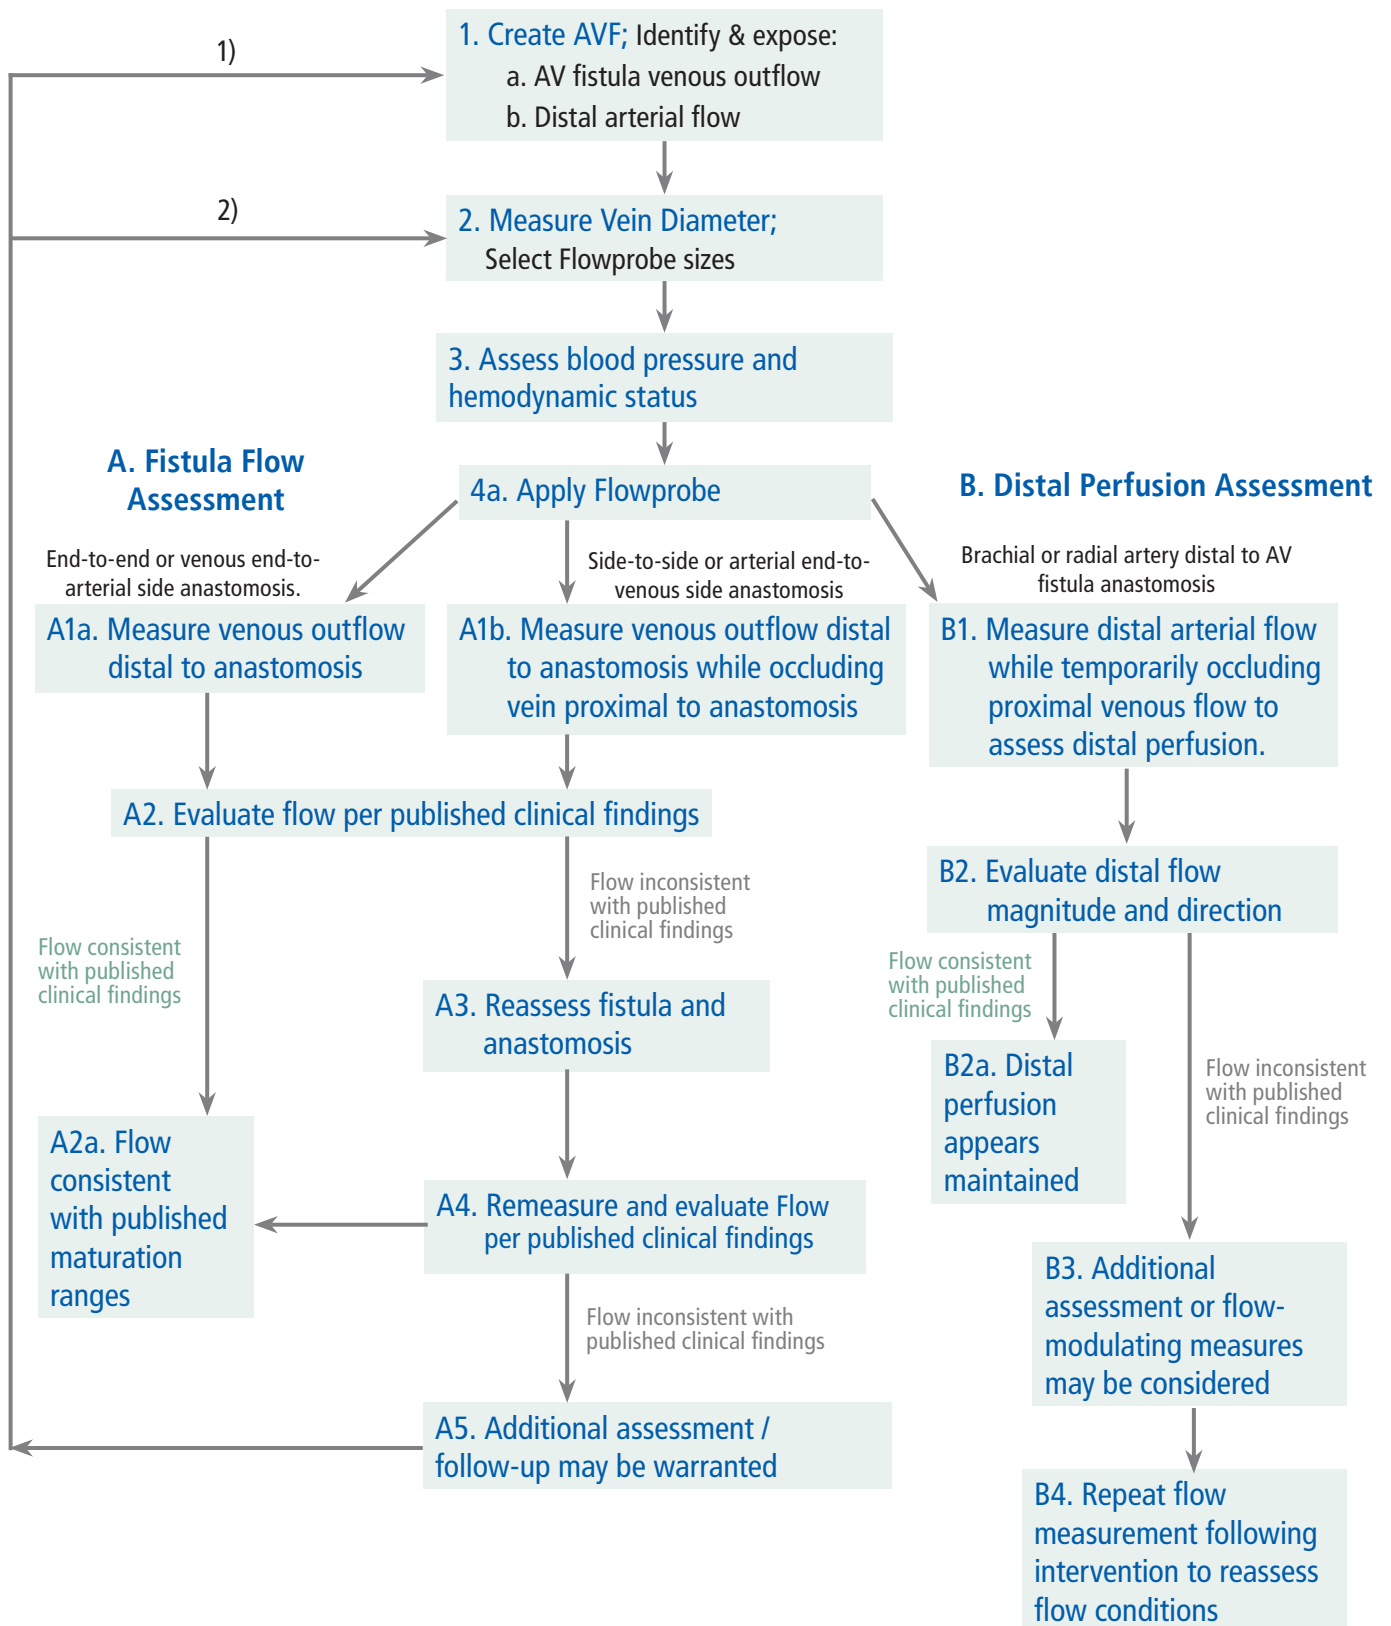 1)
1. Create AVF; Identify & expose:
a. AV fistula venous outflow
b. Distal arterial flow
2)
2. Measure Vein Diameter;
Select Flowprobe sizes
3. Assess blood pressure and
hemodynamic status
A. Fistula Flow
Assessment
4a. Apply Flowprobe
B. Distal Perfusion Assessment
End-to-end or venous end-to-
arterial side anastomosis.
Side-to-side or arterial end-to-
venous side anastomosis
Brachial or radial artery distal to AV
fistula anastomosis
A1a. Measure venous outflow
distal to anastomosis
A1b. Measure venous outflow distal
to anastomosis while occluding
vein proximal to anastomosis
B1. Measure distal arterial flow
while temporarily occluding
proximal venous flow to
assess distal perfusion.
A2. Evaluate flow per published clinical findings
B2. Evaluate distal flow
magnitude and direction
Flow consistent
with published
clinical findings
Flow inconsistent
with published
clinical findings
Flow consistent
with published
clinical findings
Flow inconsistent
with published
clinical findings
A3. Reassess fistula and
anastomosis
B2a. Distal
perfusion
appears
maintained
A2a. Flow
consistent
with published
maturation
ranges
A4. Remeasure and evaluate Flow
per published clinical findings
Flow inconsistent with
published clinical findings
B3. Additional
assessment or flow-
modulating measures
may be considered
A5. Additional assessment /
follow-up may be warranted
B4. Repeat flow
measurement following
intervention to reassess
flow conditions